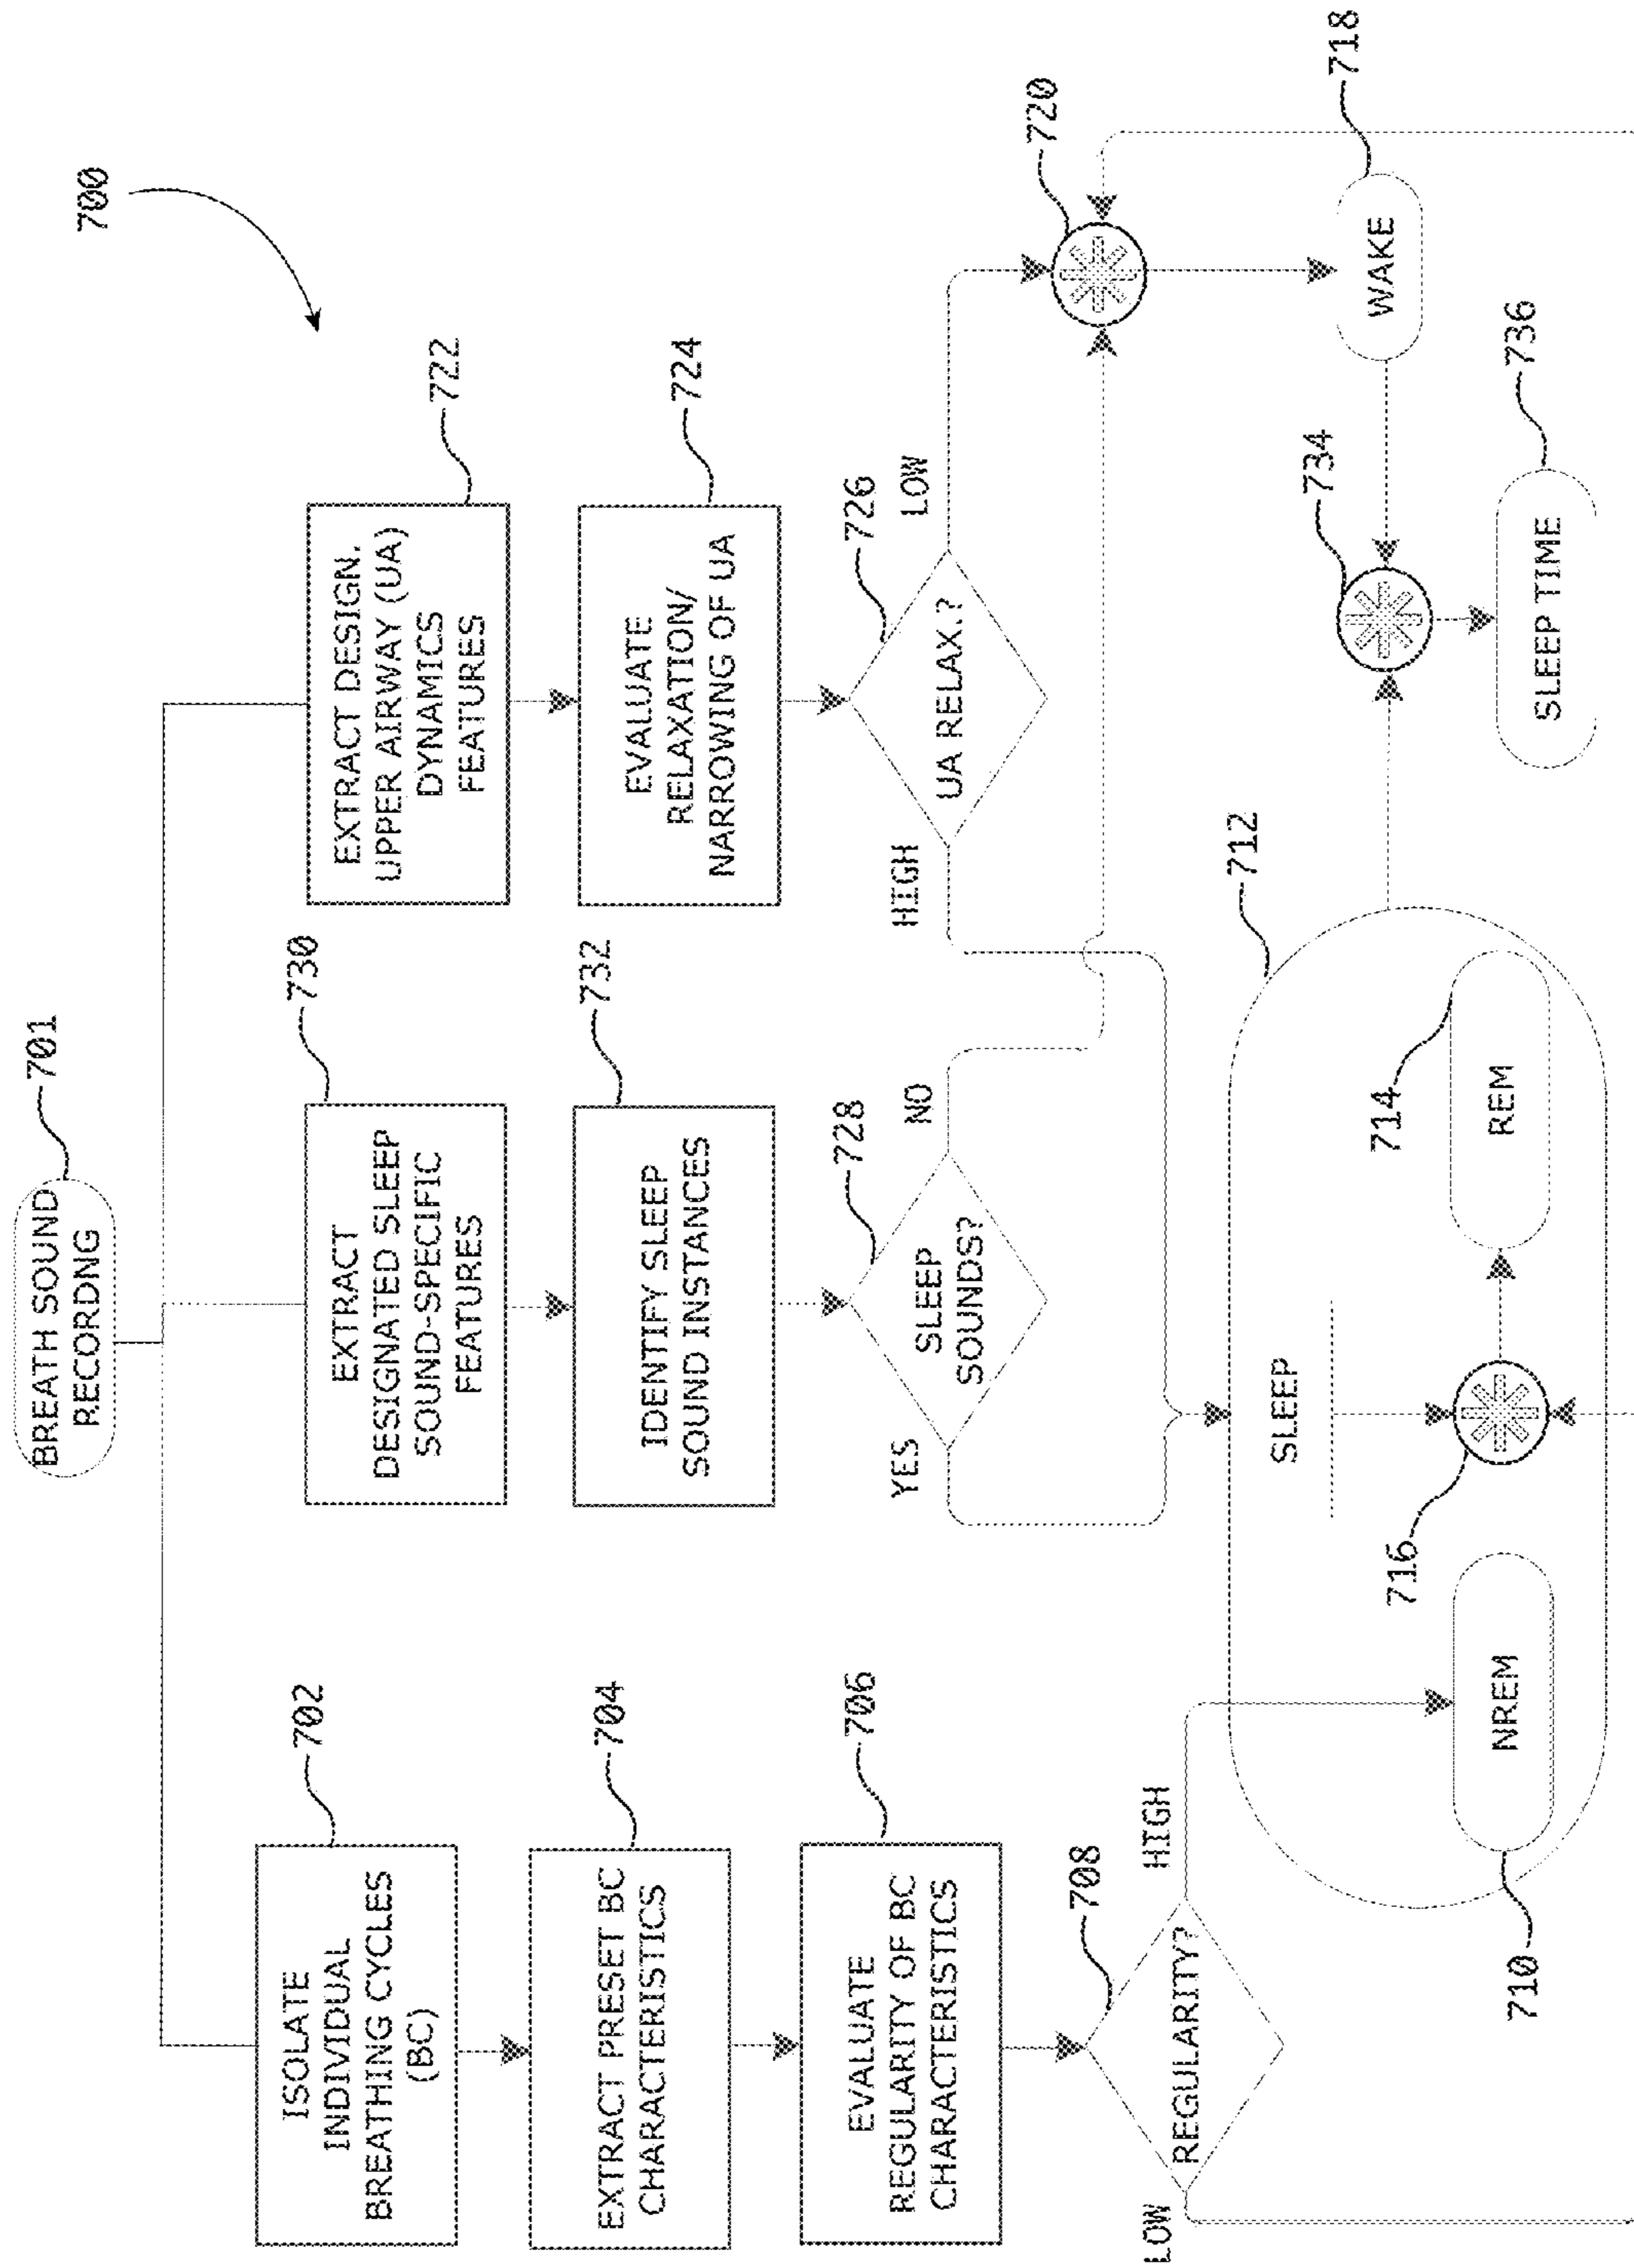 700
BREATH SOUND
RECORDNG
701
ISOLATE
INDIVIDUAL
BREATHING CYCLES
(BC)
702
EXTRACT PRESET BC
CHARACTERISTICS
704
EVALUATE
REGULARITY OF BC
CHARACTERISTICS
706
REGULARITY?
708
LOW
HIGH
EXTRACT
DESIGNATED SLEEP
SOUND-SPECIFIC
FEATURES
730
IDENTIFY SLEEP
SOUND INSTANCES
732
SLEEP
SOUNDS?
728
YES
NO
EXTRACT DESIGN.
UPPER AIRWAY (UA)
DYNAMICS
FEATURES
722
EVALUATE
RELAXATION/
NARROWING OF UA
724
UA RELAX.?
726
HIGH
LOW
720
SLEEP
712
NREM
710
716
REM
714
734
WAKE
718
SLEEP TIME
736